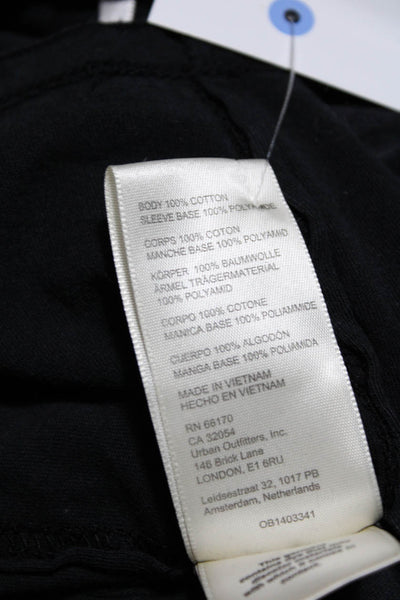 BODY 100% COTTON
SLEEVE BASE 100% POLYAMIDE
CORPS 100% COTON
MANCHE BASE 100% POLYAMID
KÖRPER 100% BAUMWOLLE
ÄRMEL TRÄGERMATERIAL
100% POLYAMID
CORPO 100% COTONE
MANICA BASE 100% POLIAMMIDE
CUERPO 100% ALGODÓN
MANGA BASE 100% POLIAMIDA
MADE IN VIETNAM
HECHO EN VIETNAM
RN 66170
CA 32054
Urban Outfitters, Inc.
146 Brick Lane
LONDON, E1 6RU
Leidsestraat 32, 1017 PB
Amsterdam, Netherlands
OB1403341